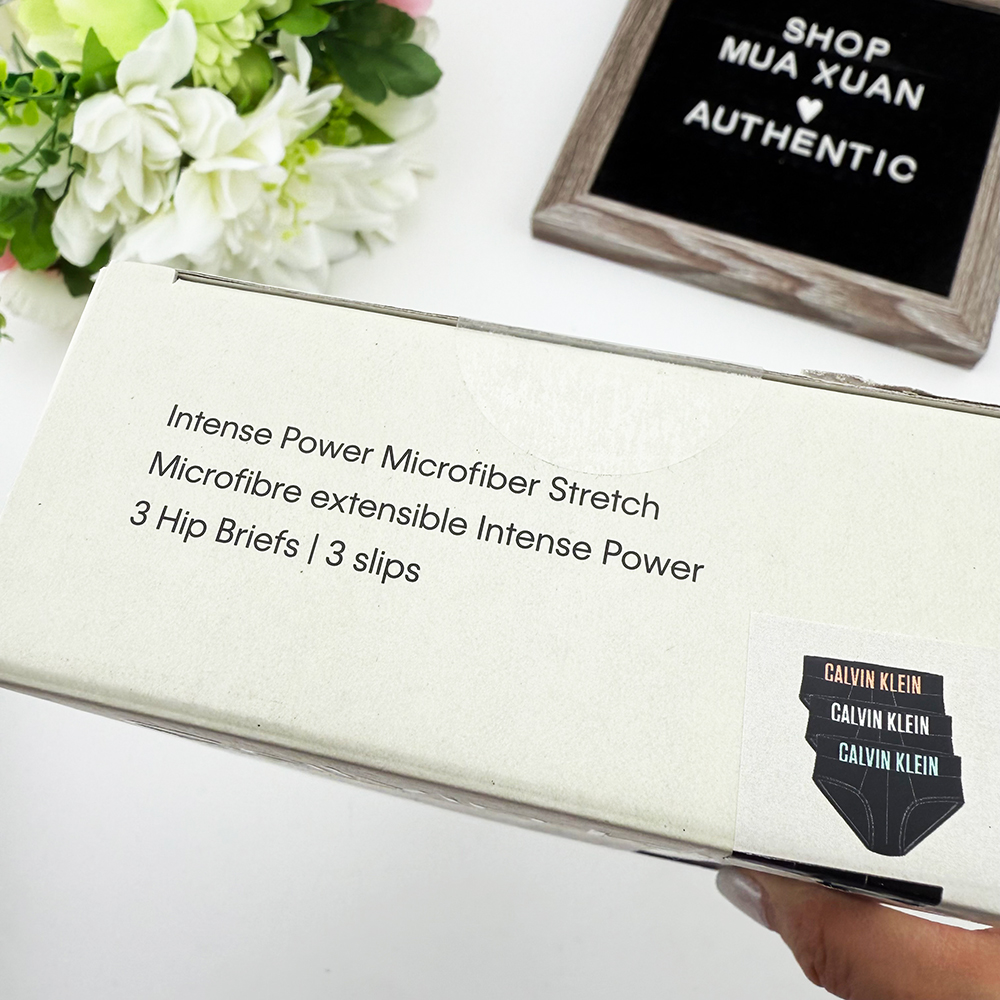 SHOP
MUA XUAN
♥
AUTHENTIC
Intense Power Microfiber Stretch
Microfibre extensible Intense Power
3 Hip Briefs | 3 slips
CALVIN KLEIN
CALVIN KLEIN
CALVIN KLEIN